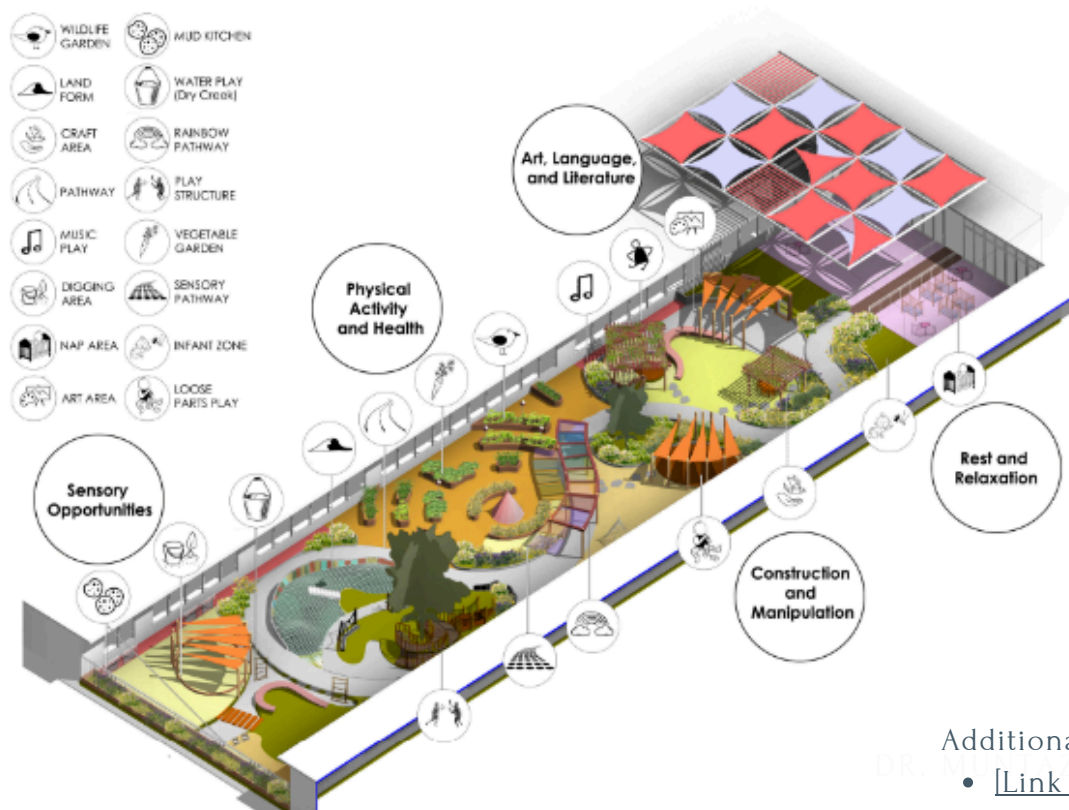 WILDLIFE
GARDEN
MUD KITCHEN
LAND
FORM
WATER PLAY
(Dry Creek)
CRAFT
AREA
RAINBOW
PATHWAY
PATHWAY
PLAY
STRUCTURE
MUSIC
PLAY
VEGETABLE
GARDEN
DIGGING
AREA
SENSORY
PATHWAY
NAP AREA
INFANT ZONE
ART AREA
LOOSE
PARTS PLAY
Art, Language,
and Literature
Physical
Activity
and Health
Sensory
Opportunities
Rest and
Relaxation
Construction
and
Manipulation
Additiona
DR.
• [Link